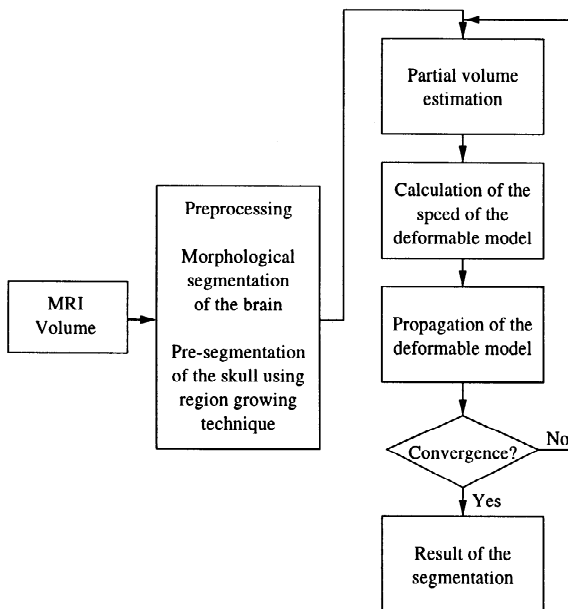 MRI
Volume
Preprocessing
Morphological
segmentation
of the brain
Pre-segmentation
of the skull using
region growing
technique
Partial volume
estimation
Calculation of the
speed of the
deformable model
Propagation of the
deformable model
Convergence?
No
Yes
Result of the
segmentation